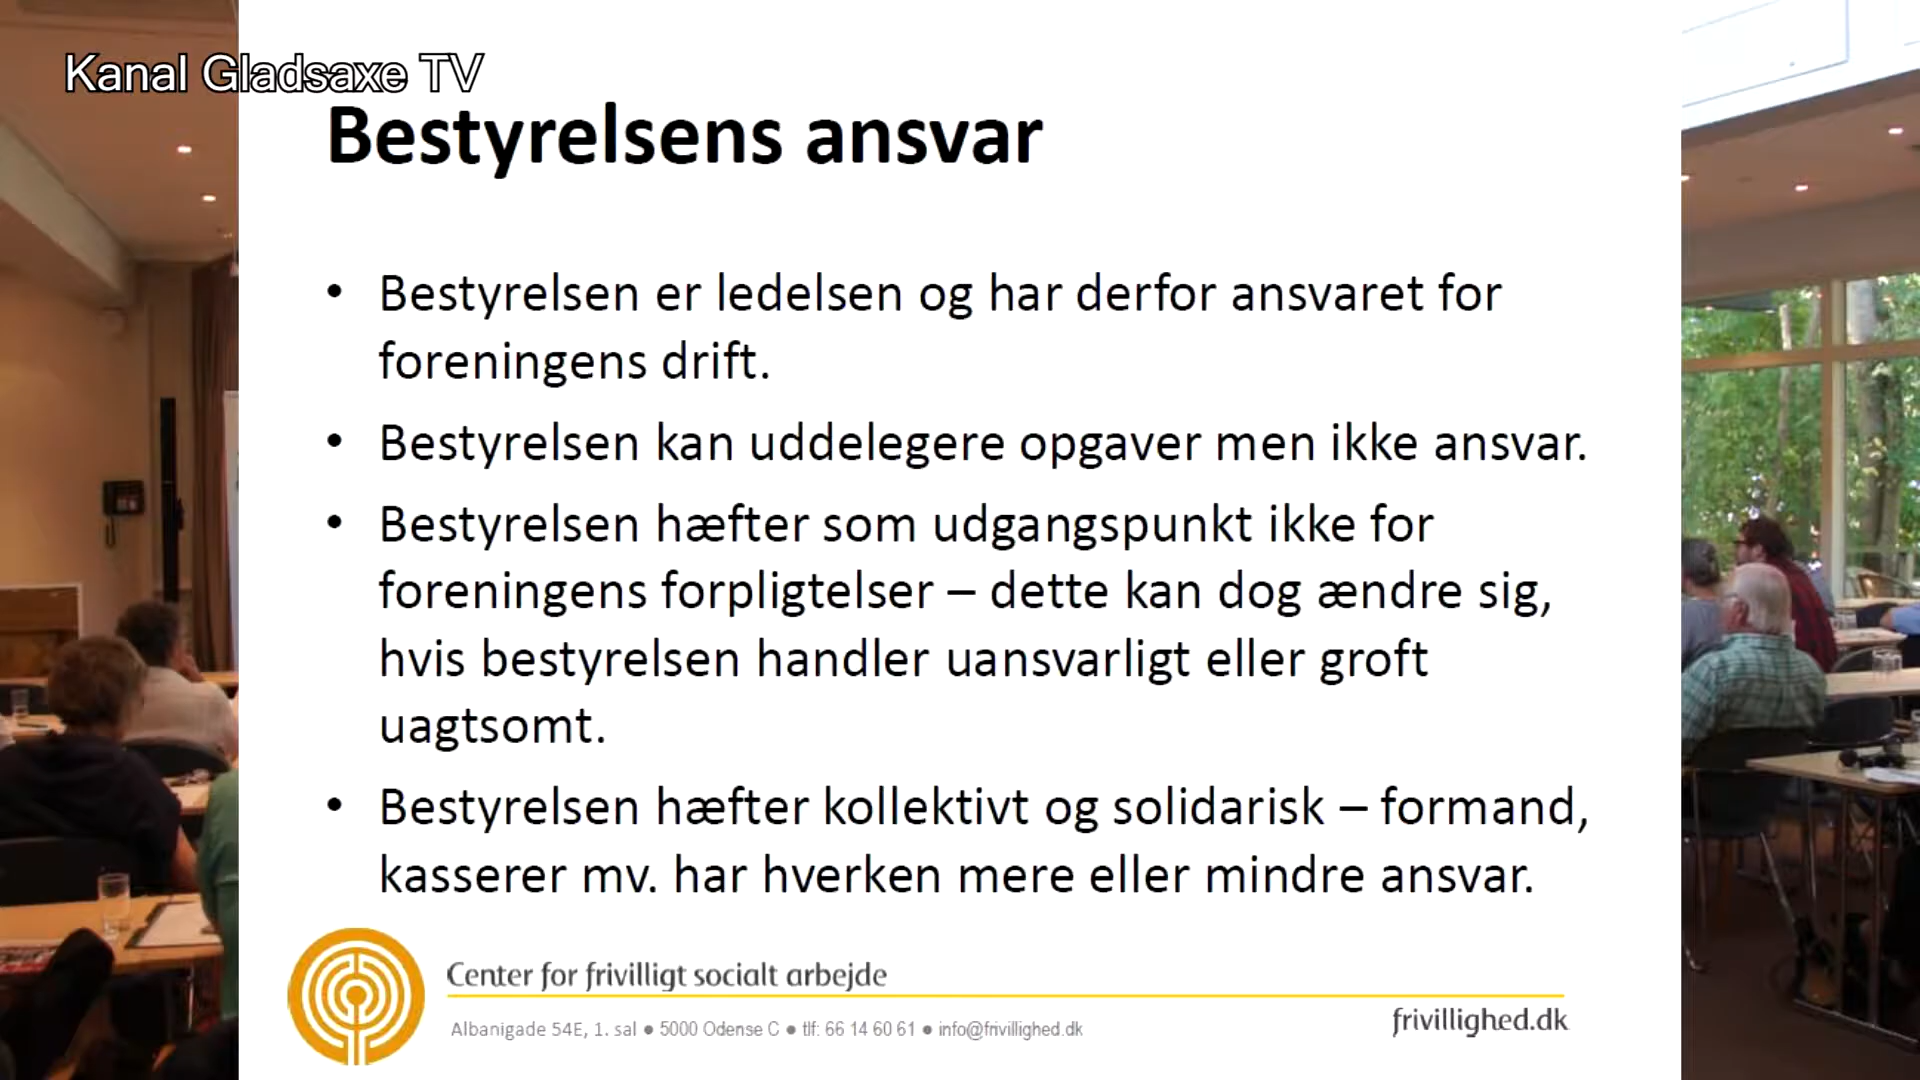 Kanal Gladsaxe TV
Bestyrelsens ansvar
• Bestyrelsen er ledelsen og har derfor ansvaret for
foreningens drift.
• Bestyrelsen kan uddelegere opgaver men ikke ansvar.
• Bestyrelsen hæfter som udgangspunkt ikke for
foreningens forpligtelser – dette kan dog ændre sig,
hvis bestyrelsen handler uansvarligt eller groft
uagtsomt.
• Bestyrelsen hæfter kollektivt og solidarisk – formand,
kasserer mv. har hverken mere eller mindre ansvar.
Center for frivilligt socialt arbejde
Albanigade 54E, 1. sal ● 5000 Odense C ● tlf: 66 14 60 61 ● info@frivillighed.dk
frivillighed.dk